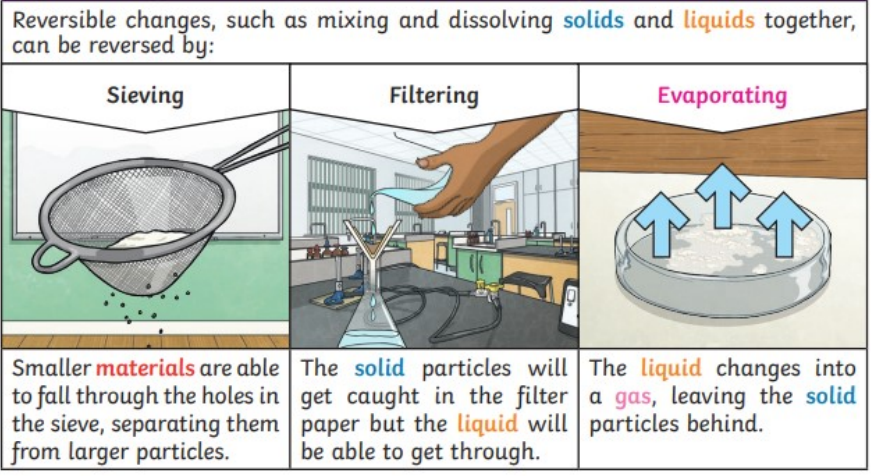 Reversible changes, such as mixing and dissolving solids and liquids together,
can be reversed by:
Sieving
Filtering
Evaporating
Smaller materials are able
to fall through the holes in
the sieve, separating them
from larger particles.
The solid particles will
get caught in the filter
paper but the liquid will
be able to get through.
The liquid changes into
a gas, leaving the solid
particles behind.